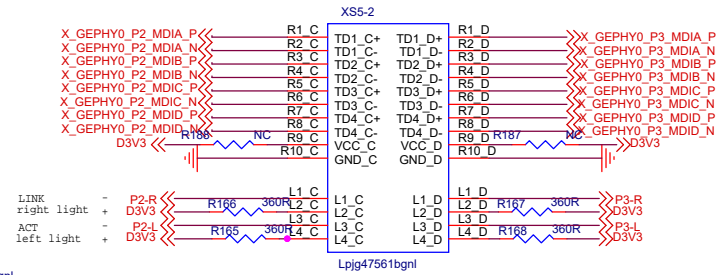 XS5-2
X_GEPHY0_P2_MDIA_P R1_C TD1_C+ TD1_D+ R1_D X_GEPHY0_P3_MDIA_P
X_GEPHY0_P2_MDIA_N R2_C TD1_C- TD1_D- R2_D X_GEPHY0_P3_MDIA_N
X_GEPHY0_P2_MDIB_P R3_C TD2_C+ TD2_D+ R3_D X_GEPHY0_P3_MDIB_P
X_GEPHY0_P2_MDIB_N R4_C TD2_C- TD2_D- R4_D X_GEPHY0_P3_MDIB_N
X_GEPHY0_P2_MDIC_P R5_C TD3_C+ TD3_D+ R5_D X_GEPHY0_P3_MDIC_P
X_GEPHY0_P2_MDIC_N R6_C TD3_C- TD3_D- R6_D X_GEPHY0_P3_MDIC_N
X_GEPHY0_P2_MDID_P R7_C TD4_C+ TD4_D+ R7_D X_GEPHY0_P3_MDID_P
X_GEPHY0_P2_MDID_N R8_C TD4_C- TD4_D- R8_D X_GEPHY0_P3_MDID_N
D3V3 R188 NC R9_C VCC_C VCC_D R9_D R187 NC D3V3
R10_C GND_C GND_D R10_D
LINK - P2-R L1_C L1_C L1_D L1_D P3-R
right light + D3V3 R166 360R L2_C L2_C L2_D L2_D R167 360R D3V3
ACT - P2-L L3_C L3_C L3_D L3_D P3-L
left light + D3V3 R165 360R L4_C L4_C L4_D L4_D R168 360R D3V3
Lpjg47561bgnl